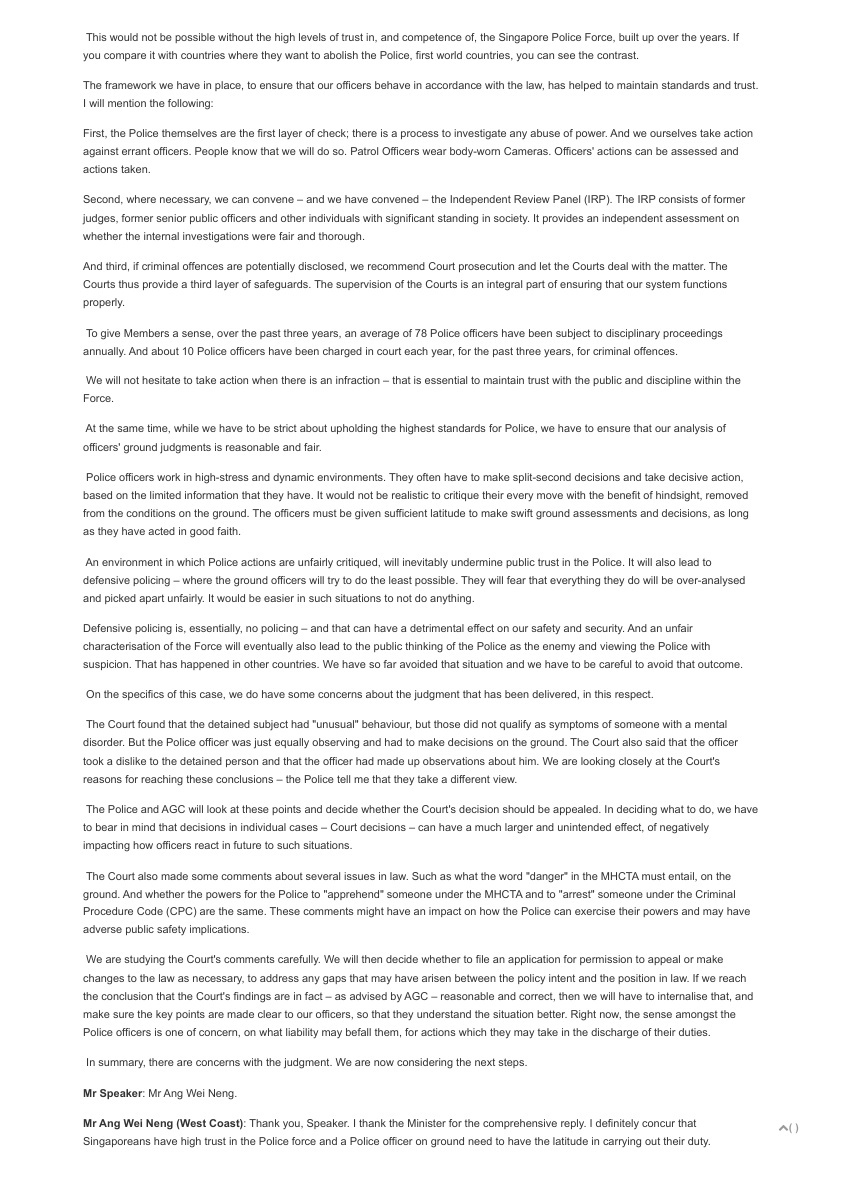 This would not be possible without the high levels of trust in, and competence of, the Singapore Police Force, built up over the years. If
you compare it with countries where they want to abolish the Police, first world countries, you can see the contrast.
The framework we have in place, to ensure that our officers behave in accordance with the law, has helped to maintain standards and trust.
I will mention the following:
First, the Police themselves are the first layer of check; there is a process to investigate any abuse of power. And we ourselves take action
against errant officers. People know that we will do so. Patrol Officers wear body-worn Cameras. Officers' actions can be assessed and
actions taken.
Second, where necessary, we can convene – and we have convened – the Independent Review Panel (IRP). The IRP consists of former
judges, former senior public officers and other individuals with significant standing in society. It provides an independent assessment on
whether the internal investigations were fair and thorough.
And third, if criminal offences are potentially disclosed, we recommend Court prosecution and let the Courts deal with the matter. The
Courts thus provide a third layer of safeguards. The supervision of the Courts is an integral part of ensuring that our system functions
properly.
To give Members a sense, over the past three years, an average of 78 Police officers have been subject to disciplinary proceedings
annually. And about 10 Police officers have been charged in court each year, for the past three years, for criminal offences.
We will not hesitate to take action when there is an infraction – that is essential to maintain trust with the public and discipline within the
Force.
At the same time, while we have to be strict about upholding the highest standards for Police, we have to ensure that our analysis of
officers' ground judgments is reasonable and fair.
Police officers work in high-stress and dynamic environments. They often have to make split-second decisions and take decisive action,
based on the limited information that they have. It would not be realistic to critique their every move with the benefit of hindsight, removed
from the conditions on the ground. The officers must be given sufficient latitude to make swift ground assessments and decisions, as long
as they have acted in good faith.
An environment in which Police actions are unfairly critiqued, will inevitably undermine public trust in the Police. It will also lead to
defensive policing – where the ground officers will try to do the least possible. They will fear that everything they do will be over-analysed
and picked apart unfairly. It would be easier in such situations to not do anything.
Defensive policing is, essentially, no policing – and that can have a detrimental effect on our safety and security. And an unfair
characterisation of the Force will eventually also lead to the public thinking of the Police as the enemy and viewing the Police with
suspicion. That has happened in other countries. We have so far avoided that situation and we have to be careful to avoid that outcome.
On the specifics of this case, we do have some concerns about the judgment that has been delivered, in this respect.
The Court found that the detained subject had "unusual" behaviour, but those did not qualify as symptoms of someone with a mental
disorder. But the Police officer was just equally observing and had to make decisions on the ground. The Court also said that the officer
took a dislike to the detained person and that the officer had made up observations about him. We are looking closely at the Court's
reasons for reaching these conclusions – the Police tell me that they take a different view.
The Police and AGC will look at these points and decide whether the Court's decision should be appealed. In deciding what to do, we have
to bear in mind that decisions in individual cases – Court decisions – can have a much larger and unintended effect, of negatively
impacting how officers react in future to such situations.
The Court also made some comments about several issues in law. Such as what the word "danger" in the MHCTA must entail, on the
ground. And whether the powers for the Police to "apprehend" someone under the MHCTA and to "arrest" someone under the Criminal
Procedure Code (CPC) are the same. These comments might have an impact on how the Police can exercise their powers and may have
adverse public safety implications.
We are studying the Court's comments carefully. We will then decide whether to file an application for permission to appeal or make
changes to the law as necessary, to address any gaps that may have arisen between the policy intent and the position in law. If we reach
the conclusion that the Court's findings are in fact – as advised by AGC – reasonable and correct, then we will have to internalise that, and
make sure the key points are made clear to our officers, so that they understand the situation better. Right now, the sense amongst the
Police officers is one of concern, on what liability may befall them, for actions which they may take in the discharge of their duties.
In summary, there are concerns with the judgment. We are now considering the next steps.
Mr Speaker: Mr Ang Wei Neng.
Mr Ang Wei Neng (West Coast): Thank you, Speaker. I thank the Minister for the comprehensive reply. I definitely concur that
Singaporeans have high trust in the Police force and a Police officer on ground need to have the latitude in carrying out their duty.
( )